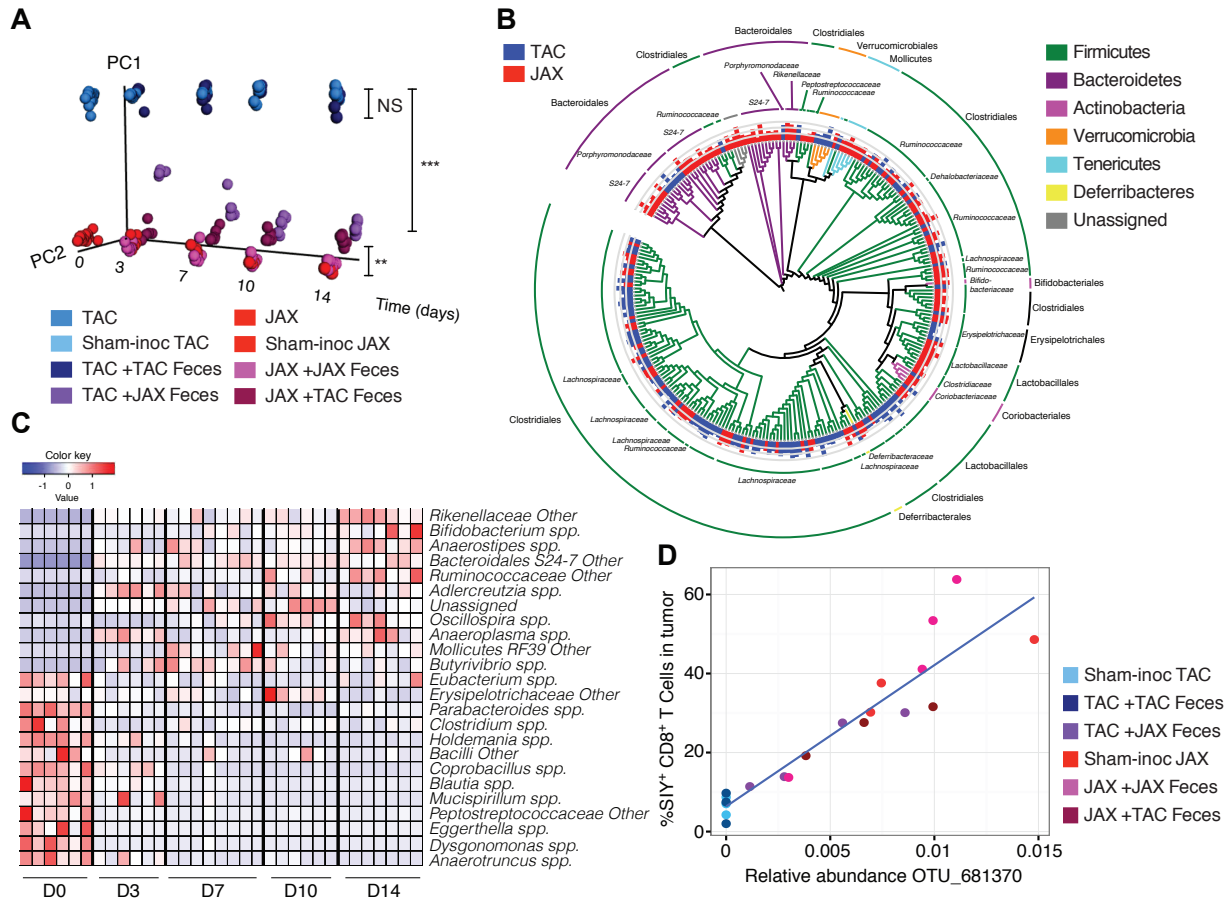 A
PC1
NS
***
**
PC2
0
3
7
10
14
Time (days)
TAC
JAX
Sham-inoc TAC
Sham-inoc JAX
TAC +TAC Feces
JAX +JAX Feces
TAC +JAX Feces
JAX +TAC Feces
B
TAC
JAX
Bacteroidales
Clostridiales
Verrucomicrobiales
Mollicutes
Clostridiales
Bacteroidales
Clostridiales
Porphyromonodaceae
Rikenellaceae
Peptostreptococcaceae
Ruminococcaceae
S24-7
Ruminococcaceae
S24-7
Porphyromonodaceae
S24-7
Ruminococcaceae
Dehalobacteriaceae
Ruminococcaceae
Lachnospiraceae
Ruminococcaceae
Bifido-
bacteriaceae
Bifidobacteriales
Clostridiales
Erysipelotrichaceae
Erysipelotrichales
Lactobacillaceae
Lactobacillales
Clostridiaceae
Coriobacteriaceae
Coriobacteriales
Lachnospiraceae
Clostridiales
Lachnospiraceae
Lachnospiraceae
Ruminococcaceae
Deferribacteraceae
Lachnospiraceae
Lachnospiraceae
Lactobacillales
Clostridiales
Deferribacterales
Firmicutes
Bacteroidetes
Actinobacteria
Verrucomicrobia
Tenericutes
Deferribacteres
Unassigned
C
Color key
-1 0 1
Value
Rikenellaceae Other
Bifidobacterium spp.
Anaerostipes spp.
Bacteroidales S24-7 Other
Ruminococcaceae Other
Adlercreutzia spp.
Unassigned
Oscillospira spp.
Anaeroplasma spp.
Mollicutes RF39 Other
Butyrivibrio spp.
Eubacterium spp.
Erysipelotrichaceae Other
Parabacteroides spp.
Clostridium spp.
Holdemania spp.
Bacilli Other
Coprobacillus spp.
Blautia spp.
Mucispirillum spp.
Peptostreptococcaceae Other
Eggerthella spp.
Dysgonomonas spp.
Anaerotruncus spp.
D0 D3 D7 D10 D14
D
%SIY⁺ CD8⁺ T Cells in tumor
60
40
20
0
0 0.005 0.01 0.015
Relative abundance OTU_681370
Sham-inoc TAC
TAC +TAC Feces
TAC +JAX Feces
Sham-inoc JAX
JAX +JAX Feces
JAX +TAC Feces